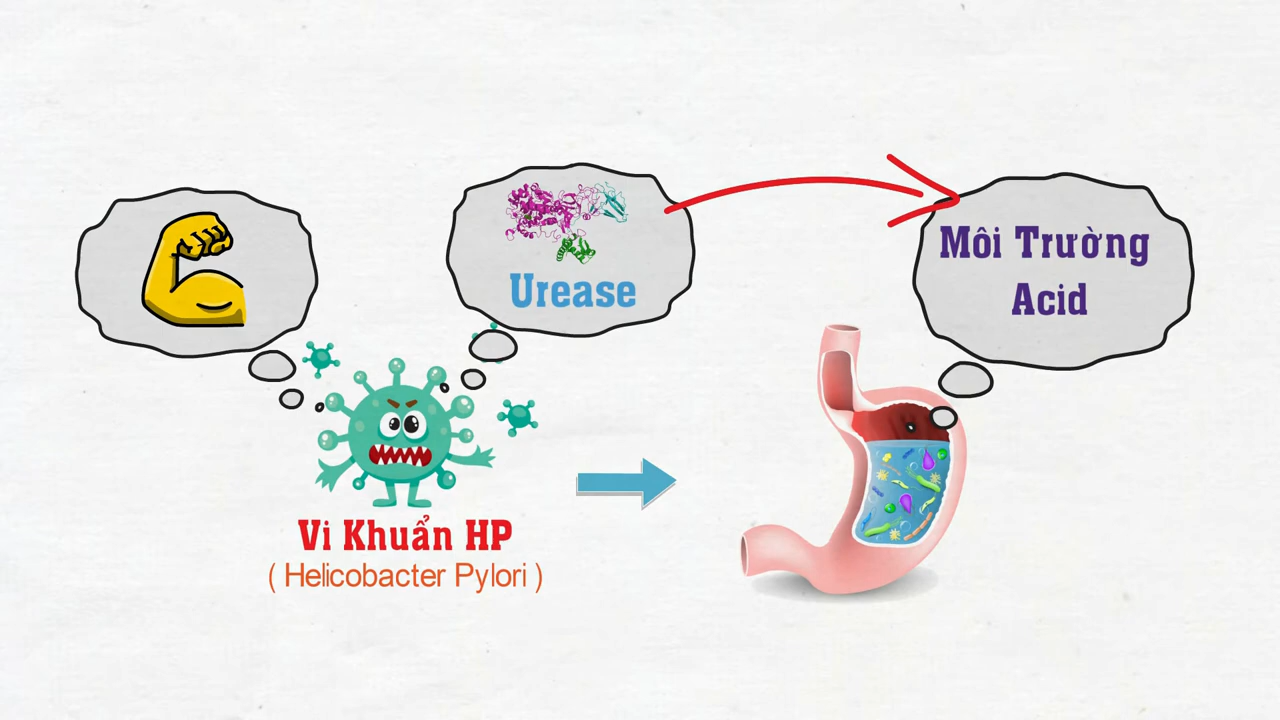 Urease
Môi Trường
Acid
Vi Khuẩn HP
( Helicobacter Pylori )